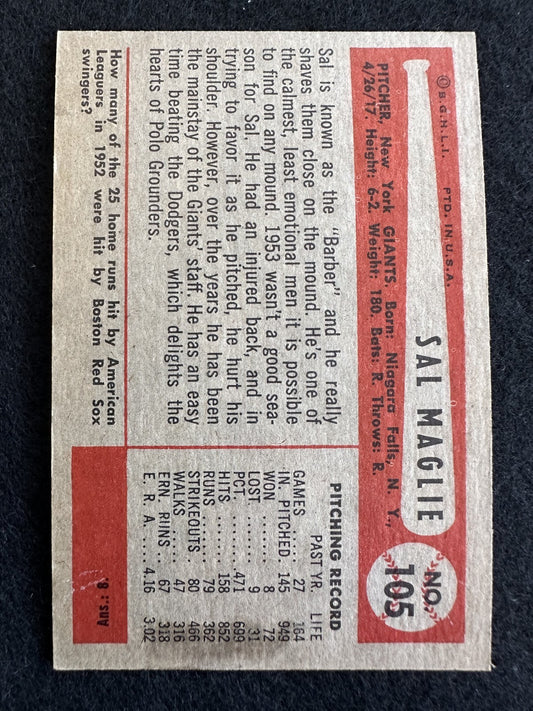 © B.G.H.L.I. PTD. IN U.S.A.
SAL MAGLIE
NO.
105
PITCHER, New York GIANTS. Born: Niagara Falls, N. Y.,
4/26/17. Height: 6-2. Weight: 180. Bats: R. Throws: R.
Sal is known as the "Barber" and he really
shaves them close on the mound. He's one of
the calmest, least emotional men it is possible
to find on any mound. 1953 wasn't a good sea-
son for Sal. He had an injured back, and in
trying to favor it as he pitched, he hurt his
shoulder. However, over the years he has been
the mainstay of the Giants' staff. He has an easy
time beating the Dodgers, which delights the
hearts of Polo Grounders.
PITCHING RECORD
PAST YR. LIFE
GAMES ..... 27 164
IN. PITCHED 145 949
WON ....... 8 72
LOST ...... 9 31
PCT. ....... 471 699
HITS ....... 158 852
RUNS ...... 79 362
STRIKEOUTS 80 466
WALKS .... 47 316
ERN. RUNS 67 318
E. R. A. .... 4.16 3.02
How many of the 25 home runs hit by American
Leaguers in 1952 were hit by Boston Red Sox
swingers?
Ans.: 8.